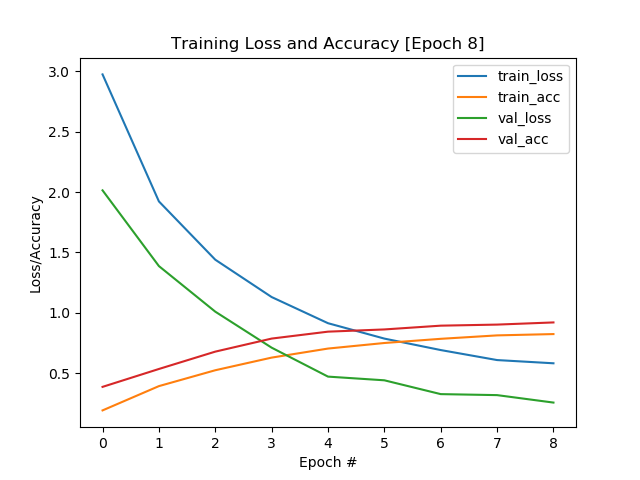 Training Loss and Accuracy [Epoch 8]
train_loss
train_acc
val_loss
val_acc
3.0
2.5
2.0
1.5
1.0
0.5
Loss/Accuracy
0 1 2 3 4 5 6 7 8
Epoch #